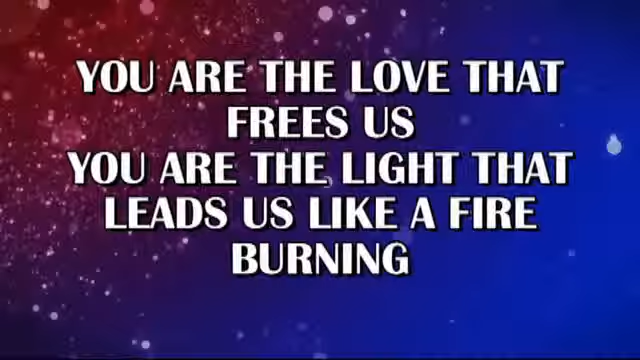 YOU ARE THE LOVE THAT
FREES US
YOU ARE THE LIGHT THAT
LEADS US LIKE A FIRE
BURNING